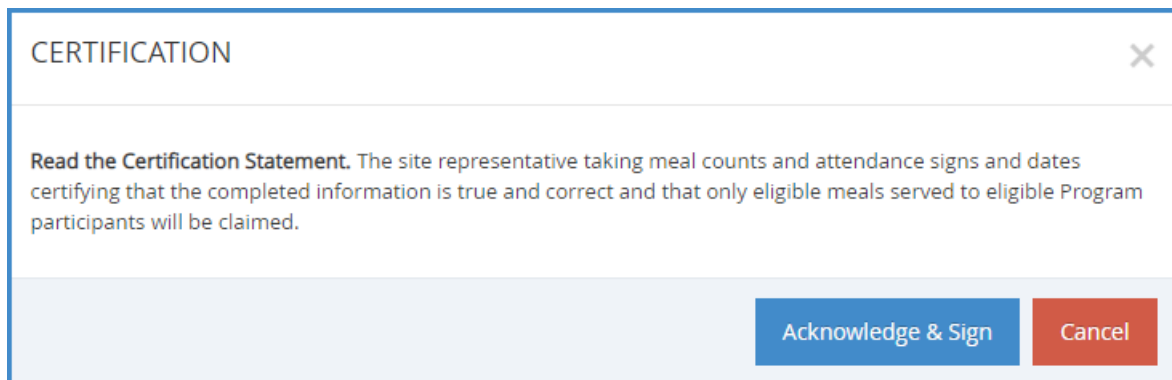 CERTIFICATION
Read the Certification Statement. The site representative taking meal counts and attendance signs and dates
certifying that the completed information is true and correct and that only eligible meals served to eligible Program
participants will be claimed.
Acknowledge & Sign Cancel